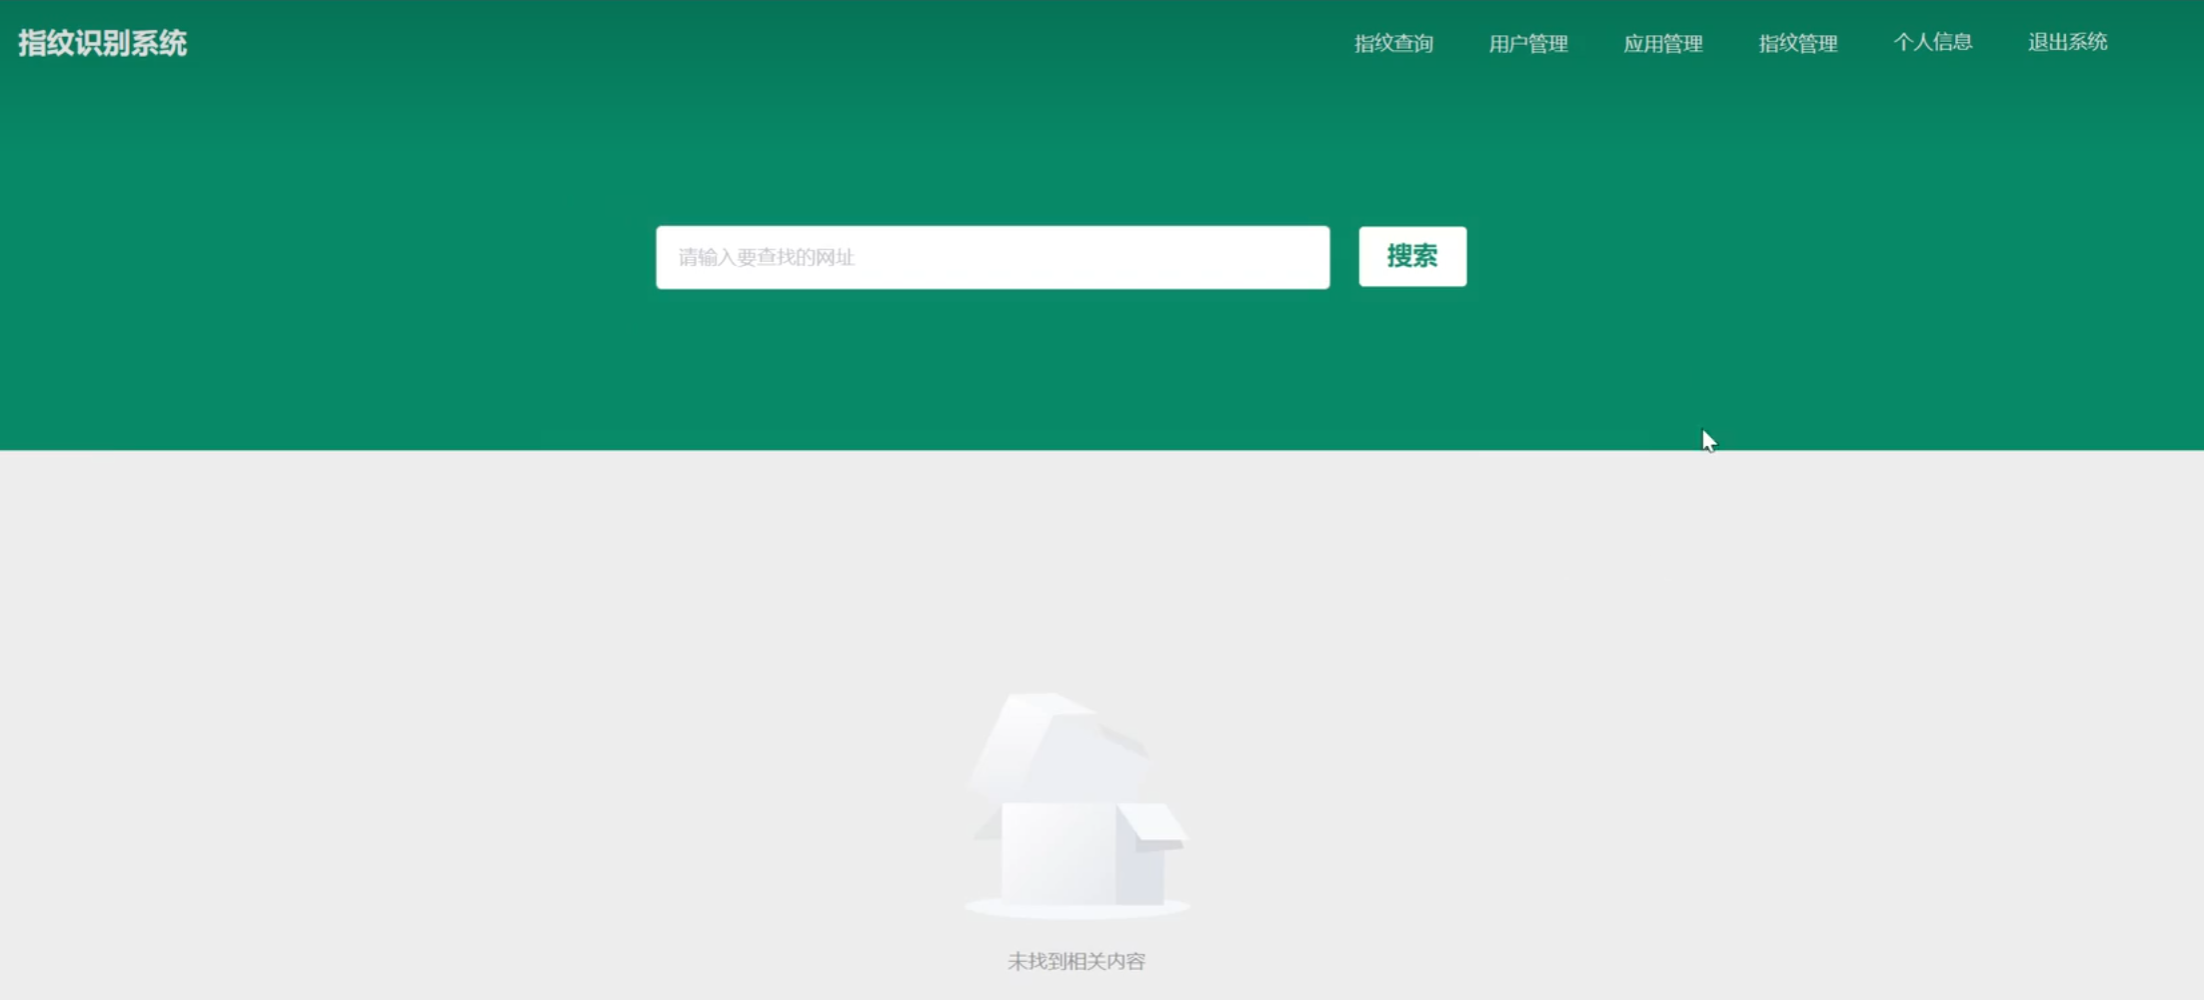 指纹识别系统
指纹查询 用户管理 应用管理 指纹管理 个人信息 退出系统
请输入要查找的网址
搜索
未找到相关内容